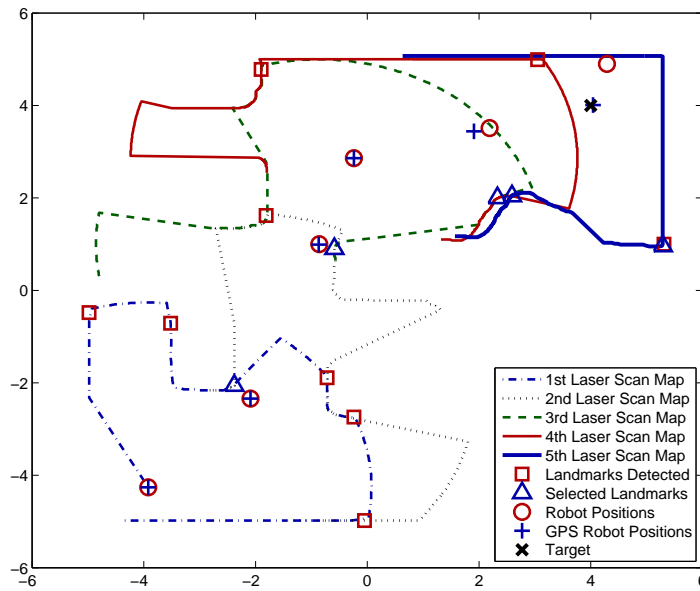 6
4
2
0
−2
−4
−6
−6
−4
−2
0
2
4
6
1st Laser Scan Map
2nd Laser Scan Map
3rd Laser Scan Map
4th Laser Scan Map
5th Laser Scan Map
Landmarks Detected
Selected Landmarks
Robot Positions
GPS Robot Positions
Target